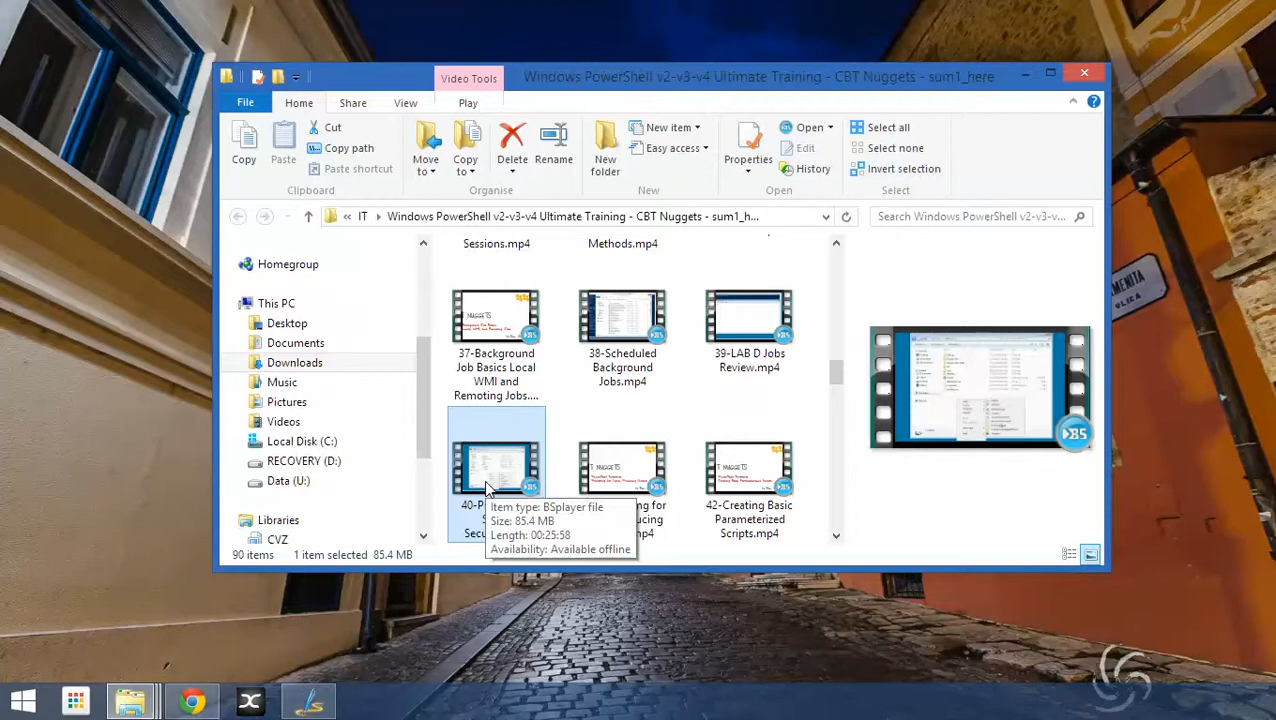 Video Tools
Windows PowerShell v2-v3-v4 Ultimate Training - CBT Nuggets - sum1_here
File
Home
Share
View
Play
Copy
Paste
Cut
Copy path
Paste shortcut
Clipboard
Move to
Copy to
Delete
Rename
Organise
New folder
New item
Easy access
New
Properties
Open
Edit
History
Open
Select all
Select none
Invert selection
Select
« IT
Windows PowerShell v2-v3-v4 Ultimate Training - CBT Nuggets - sum1_h...
Search Windows PowerShell v2-v3-v...
Homegroup
This PC
Desktop
Documents
Downloads
Music
Pictures
Videos
Local Disk (C:)
RECOVERY (D:)
Data (U:)
Libraries
CVZ
Sessions.mp4
Methods.mp4
37-Background
Job Basics Local
WMI and
Remoting Jobs....
38-Scheduled
Background
Jobs.mp4
39-LAB D Jobs
Review.mp4
T NUGGETS
42-Creating Basic
Parameterized
Scripts.mp4
T NUGGETS
Item type: BSplayer file
Size: 85.4 MB
Length: 00:25:58
Availability: Available offline
90 items
1 item selected 85.4 MB
BS
MENITA
ULICA